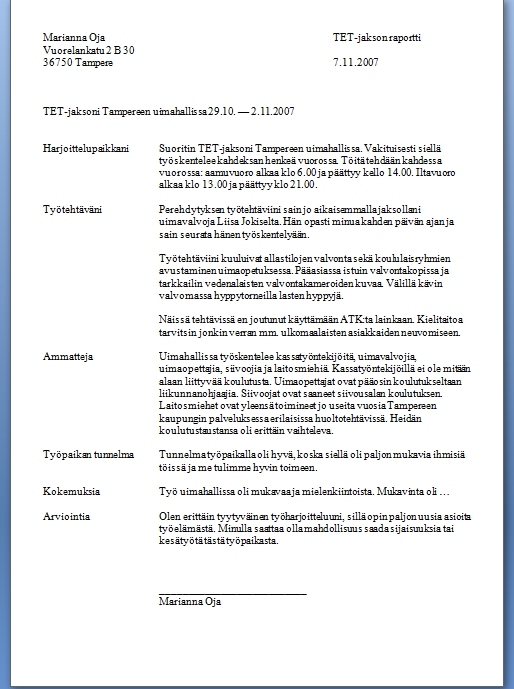 Marianna Oja TET-jakson raportti
Vuorelankatu 2 B 30
36750 Tampere 7.11.2007
TET-jaksoni Tampereen uimahallissa 29.10. — 2.11.2007
Harjoittelupaikkani Suoritin TET-jaksoni Tampereen uimahallissa. Vakituisesti siellä
työskentelee kahdeksan henkeä vuorossa. Töitä tehdään kahdessa
vuorossa: aamuvuoro alkaa klo 6.00 ja päättyy kello 14.00. Iltavuoro
alkaa klo 13.00 ja päättyy klo 21.00.
Työtehtäväni Perehdytyksen työtehtäviini sain jo aikaisemmalla jaksollani
uimavalvoja Liisa Jokiselta. Hän opasti minua kahden päivän ajan ja
sain seurata hänen työskentelyään.
Työtehtäviini kuuluivat allastilojen valvonta sekä koululaisryhmien
avustaminen uimaopetuksessa. Pääasiassa istuin valvontakopissa ja
tarkkailin vedenalaisten valvontakameroiden kuvaa. Välillä kävin
valvomassa hyppytorneilla lasten hyppyjä.
Näissä tehtävissä en joutunut käyttämään ATK:ta lainkaan. Kielitaitoa
tarvitsin jonkin verran mm. ulkomaalaisten asiakkaiden neuvomiseen.
Ammatteja Uimahallissa työskentelee kassatyöntekijöitä, uimavalvojia,
uimaopettajia, siivoojia ja laitosmiehiä. Kassatyöntekijöillä ei ole mitään
alaan liittyvää koulutusta. Uimaopettajat ovat pääosin koulutukseltaan
liikunnanohjaajia. Siivoojat ovat saaneet siivousalan koulutuksen.
Laitosmiehet ovat yleensä toimineet jo useita vuosia Tampereen
kaupungin palveluksessa erilaisissa huoltotehtävissä. Heidän
koulutustaustansa oli erittäin vaihteleva.
Työpaikan tunnelma Tunnelma työpaikalla oli hyvä, koska siellä oli paljon mukavia ihmisiä
töissä ja me tulimme hyvin toimeen.
Kokemuksia Työ uimahallissa oli mukavaa ja mielenkiintoista. Mukavinta oli …
Arviointia Olen erittäin tyytyväinen työharjoitteluuni, sillä opin paljon uusia asioita
työelämästä. Minulla saattaa olla mahdollisuus saada sijaisuuksia tai
kesätyötä tästä työpaikasta.
Marianna Oja